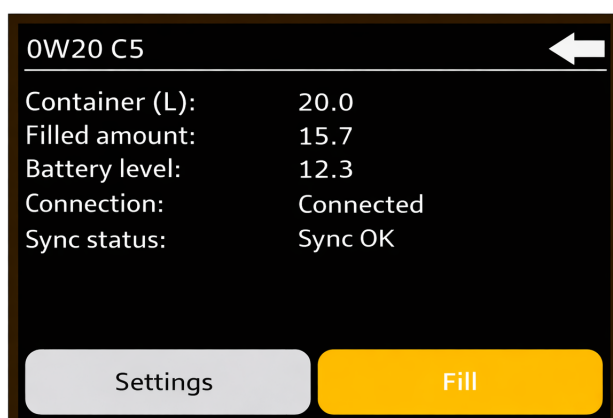 0W20 C5
Container (L): 20.0
Filled amount: 15.7
Battery level: 12.3
Connection: Connected
Sync status: Sync OK
Settings Fill